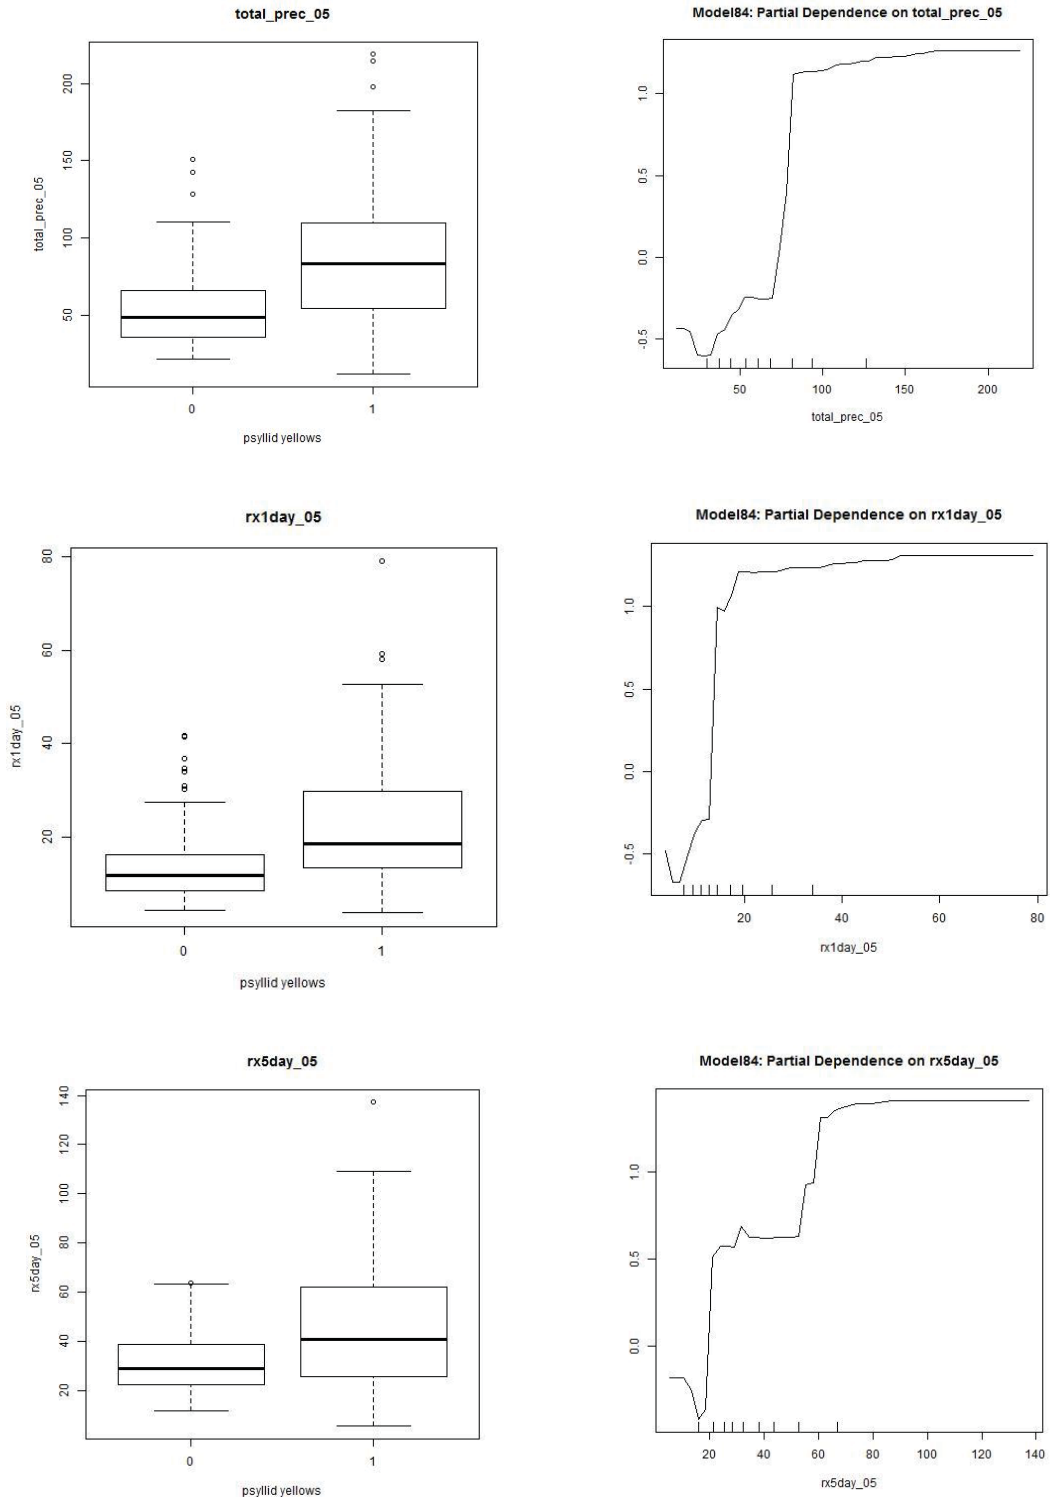 total_prec_05
Model84: Partial Dependence on total_prec_05
total_prec_05
50 100 150 200
0 1
psyllid yellows
-0.5 0.0 0.5 1.0
50 100 150 200
total_prec_05
rx1day_05
Model84: Partial Dependence on rx1day_05
rx1day_05
20 40 60 80
0 1
psyllid yellows
-0.5 0.0 0.5 1.0
20 40 60 80
rx1day_05
rx5day_05
Model84: Partial Dependence on rx5day_05
rx5day_05
20 40 60 80 100 120 140
0 1
psyllid yellows
0.0 0.5 1.0
20 40 60 80 100 120 140
rx5day_05